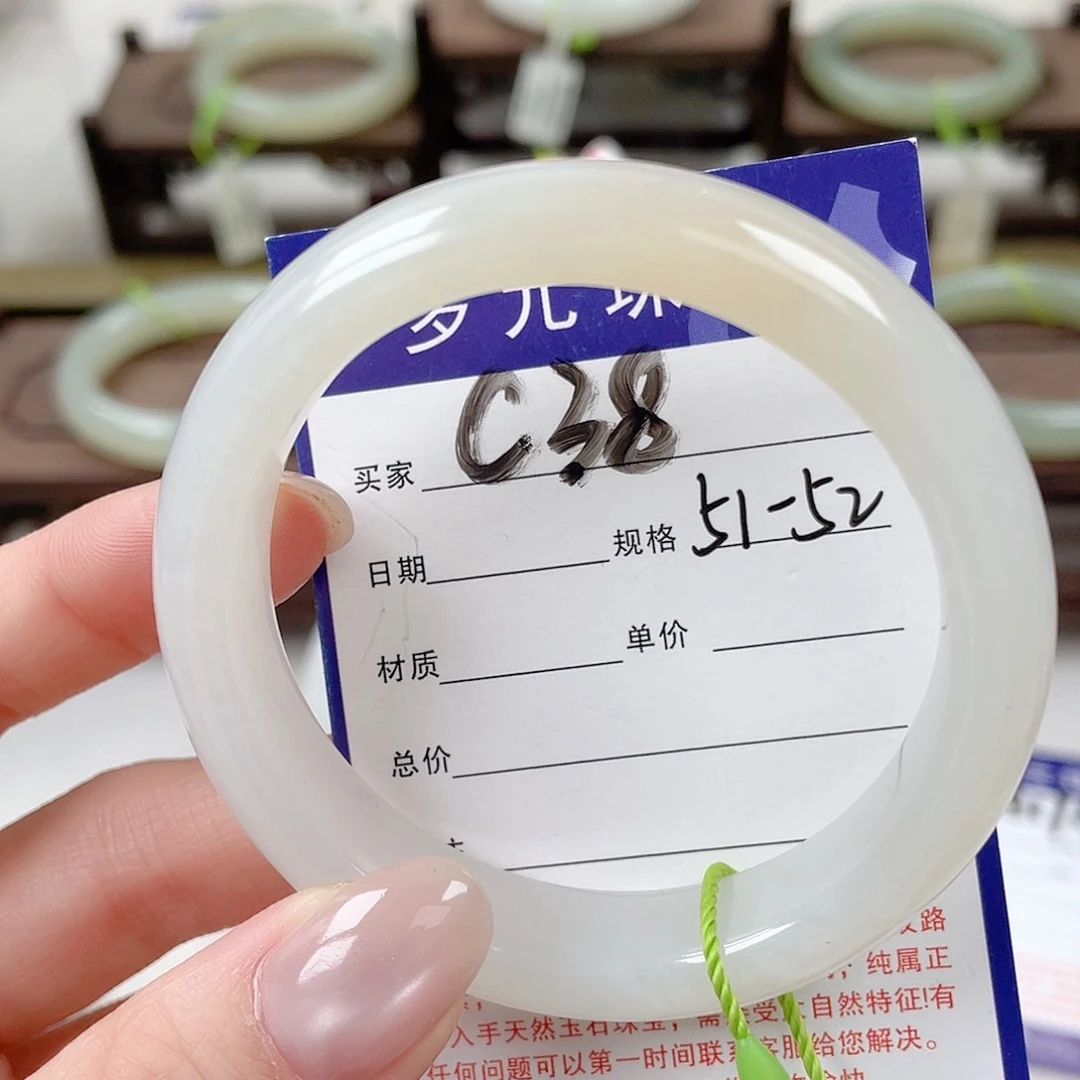 买家 C38
日期 规格 51-52
材质 单价
总价
纯属正
自然特征!有
入手天然玉石珠宝,
任何问题可以第一时间联系客服给您解决。